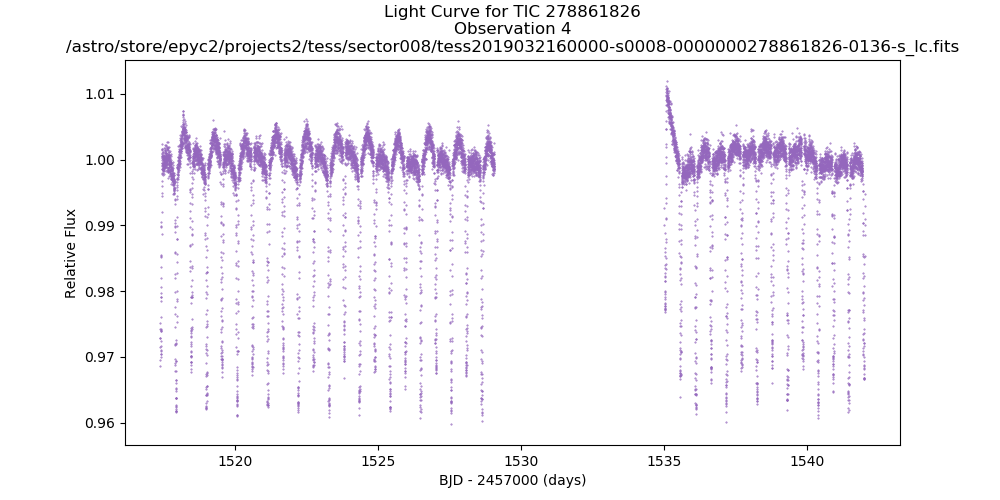 Light Curve for TIC 278861826
Observation 4
/astro/store/epyc2/projects2/tess/sector008/tess2019032160000-s0008-0000000278861826-0136-s_lc.fits
1.01
1.00
0.99
0.98
0.97
0.96
Relative Flux
1520
1525
1530
1535
1540
BJD - 2457000 (days)